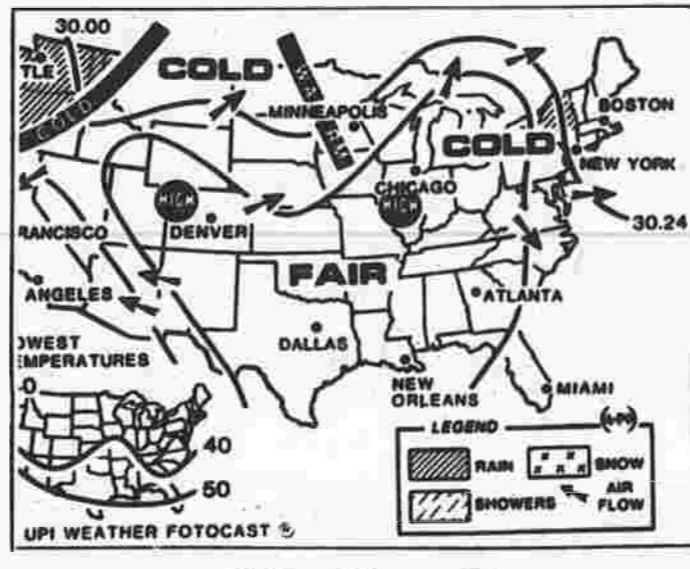 30.00
TLE
COLD
COLD
MINNEAPOLIS
BOSTON
COLD
NEW YORK
CHICAGO
HIGH
HIGH
30.24
RANCISCO
DENVER
FAIR
ANGELES
ATLANTA
OWEST
EMPERATURES
DALLAS
NEW
ORLEANS
MIAMI
40
50
LEGEND
RAIN
SNOW
SHOWERS
AIR
FLOW
UPI WEATHER FOTOCAST ©